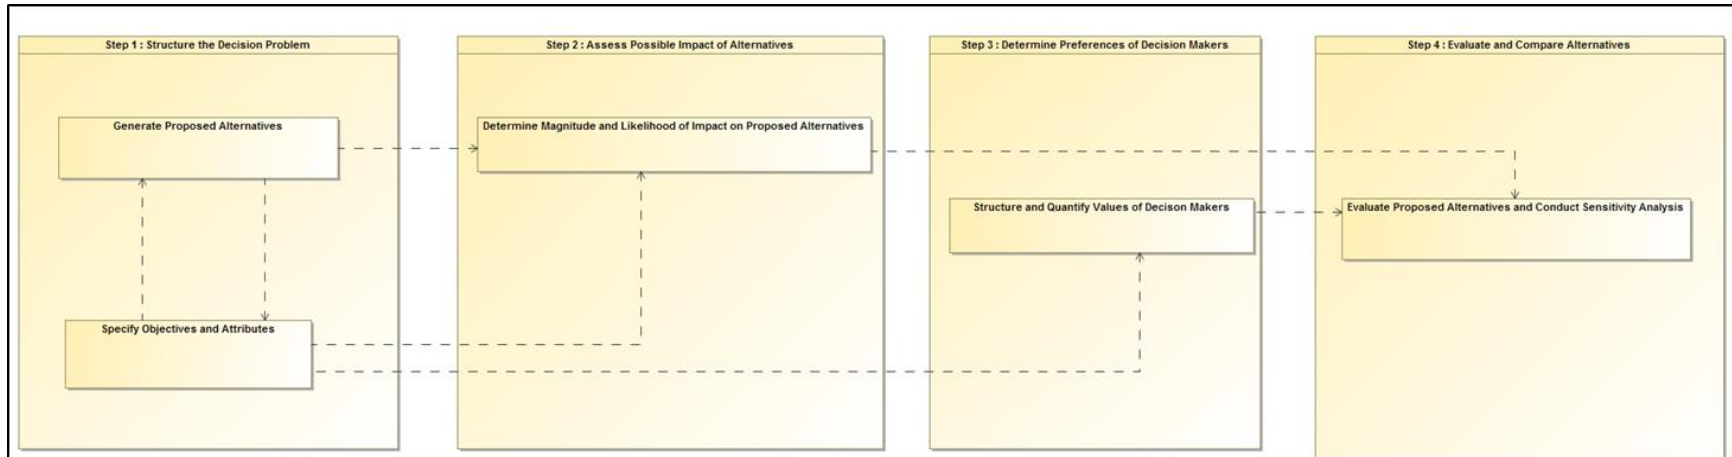 Step 1 : Structure the Decision Problem
Generate Proposed Alternatives
Specify Objectives and Attributes
Step 2 : Assess Possible Impact of Alternatives
Determine Magnitude and Likelihood of Impact on Proposed Alternatives
Step 3 : Determine Preferences of Decision Makers
Structure and Quantify Values of Decison Makers
Step 4 : Evaluate and Compare Alternatives
Evaluate Proposed Alternatives and Conduct Sensitivity Analysis